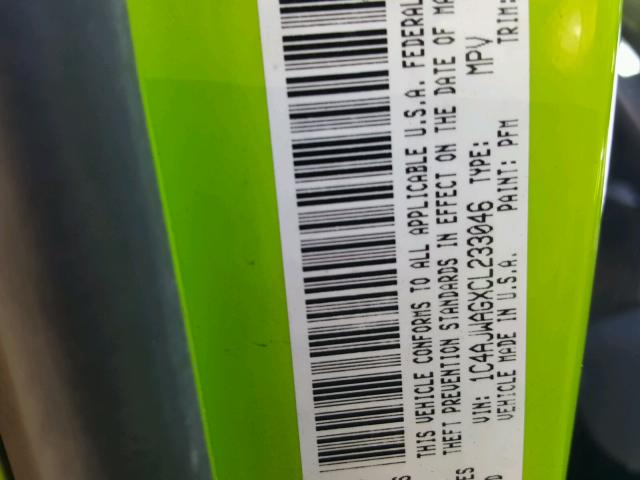 THIS VEHICLE CONFORMS TO ALL APPLICABLE U.S.A. FEDERAL
THEFT PREVENTION STANDARDS IN EFFECT ON THE DATE OF MA
VIN: 1C4AJWAGXCL233046 TYPE: MPV
VEHICLE MADE IN U.S.A. PAINT: PFM TRIM: